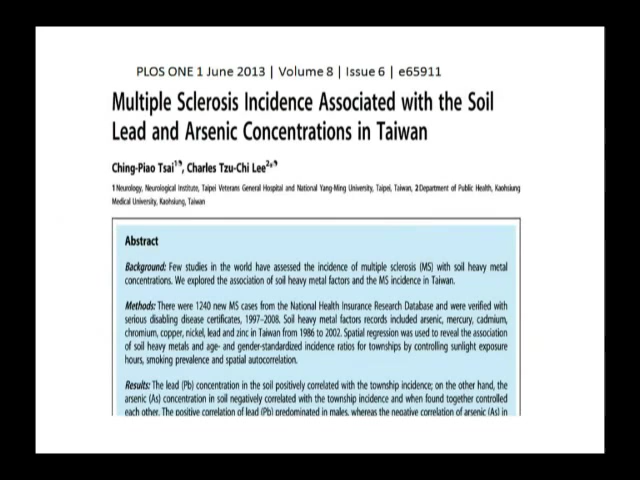 PLOS ONE 1 June 2013 | Volume 8 | Issue 6 | e65911
Multiple Sclerosis Incidence Associated with the Soil
Lead and Arsenic Concentrations in Taiwan
Ching-Piao Tsai1⁹, Charles Tzu-Chi Lee2*⁹
1 Neurology, Neurological Institute, Taipei Veterans General Hospital and National Yang-Ming University, Taipei, Taiwan, 2 Department of Public Health, Kaohsiung
Medical University, Kaohsiung, Taiwan
Abstract
Background: Few studies in the world have assessed the incidence of multiple sclerosis (MS) with soil heavy metal
concentrations. We explored the association of soil heavy metal factors and the MS incidence in Taiwan.
Methods: There were 1240 new MS cases from the National Health Insurance Research Database and were verified with
serious disabling disease certificates, 1997–2008. Soil heavy metal factors records included arsenic, mercury, cadmium,
chromium, copper, nickel, lead and zinc in Taiwan from 1986 to 2002. Spatial regression was used to reveal the association
of soil heavy metals and age- and gender-standardized incidence ratios for townships by controlling sunlight exposure
hours, smoking prevalence and spatial autocorrelation.
Results: The lead (Pb) concentration in the soil positively correlated with the township incidence; on the other hand, the
arsenic (As) concentration in soil negatively correlated with the township incidence and when found together controlled
each other. The positive correlation of lead (Pb) predominated in males, whereas the negative correlation of arsenic (As) in